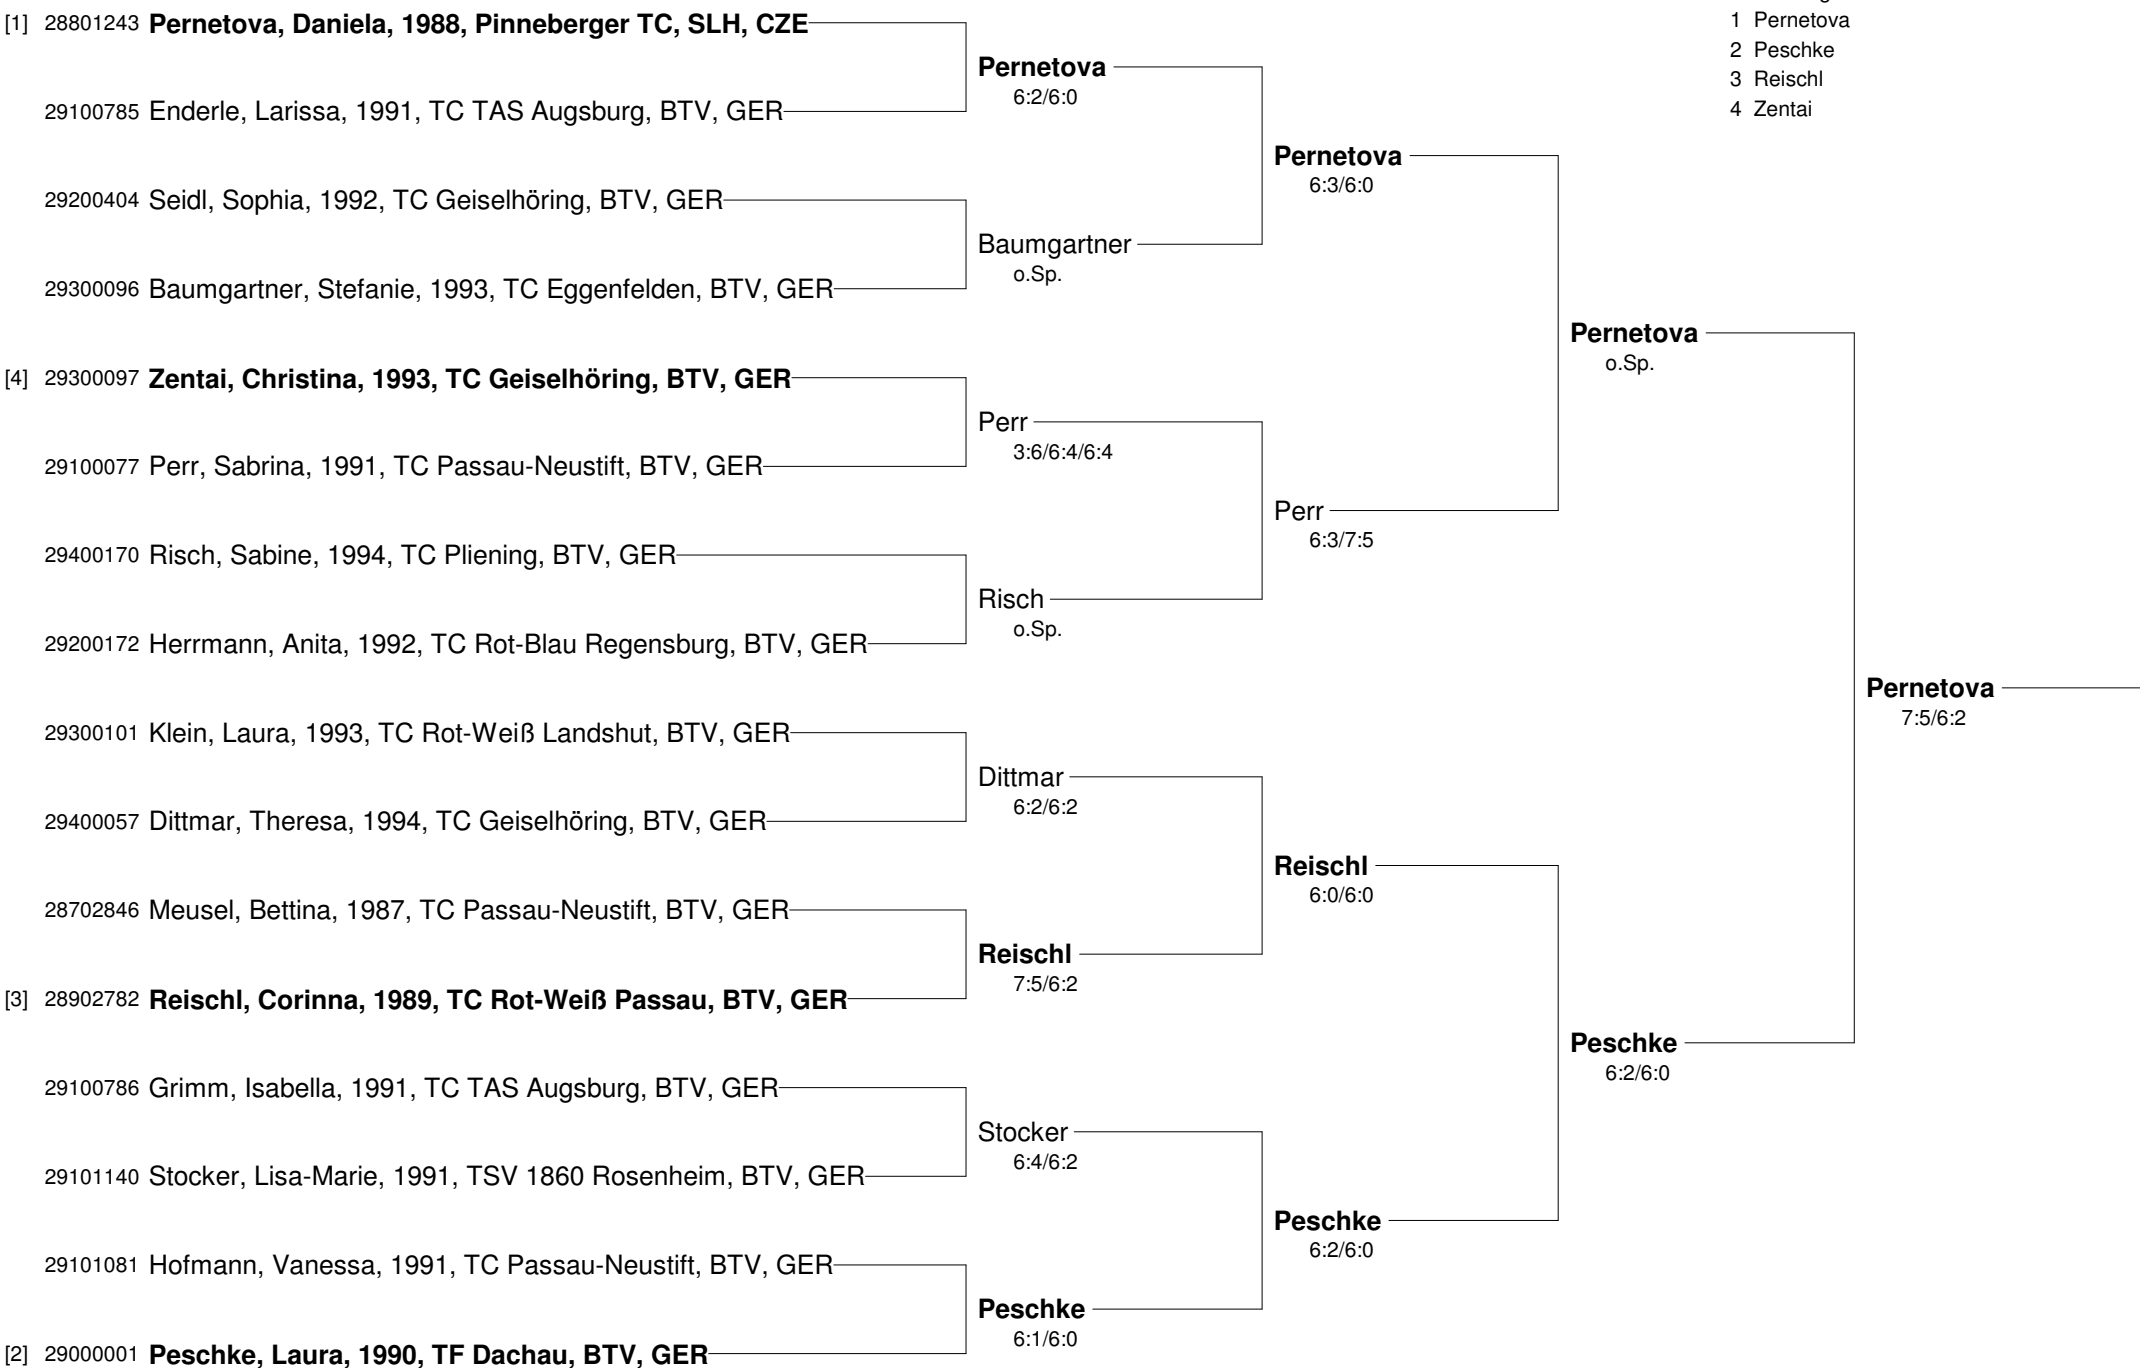 [1] 28801243 Pernetova, Daniela, 1988, Pinneberger TC, SLH, CZE
29100785 Enderle, Larissa, 1991, TC TAS Augsburg, BTV, GER
29200404 Seidl, Sophia, 1992, TC Geiselhöring, BTV, GER
29300096 Baumgartner, Stefanie, 1993, TC Eggenfelden, BTV, GER
[4] 29300097 Zentai, Christina, 1993, TC Geiselhöring, BTV, GER
29100077 Perr, Sabrina, 1991, TC Passau-Neustift, BTV, GER
29400170 Risch, Sabine, 1994, TC Pliening, BTV, GER
29200172 Herrmann, Anita, 1992, TC Rot-Blau Regensburg, BTV, GER
29300101 Klein, Laura, 1993, TC Rot-Weiß Landshut, BTV, GER
29400057 Dittmar, Theresa, 1994, TC Geiselhöring, BTV, GER
28702846 Meusel, Bettina, 1987, TC Passau-Neustift, BTV, GER
[3] 28902782 Reischl, Corinna, 1989, TC Rot-Weiß Passau, BTV, GER
29100786 Grimm, Isabella, 1991, TC TAS Augsburg, BTV, GER
29101140 Stocker, Lisa-Marie, 1991, TSV 1860 Rosenheim, BTV, GER
29101081 Hofmann, Vanessa, 1991, TC Passau-Neustift, BTV, GER
[2] 29000001 Peschke, Laura, 1990, TF Dachau, BTV, GER
Pernetova
6:2/6:0
Baumgartner
o.Sp.
Perr
3:6/6:4/6:4
Risch
o.Sp.
Dittmar
6:2/6:2
Reischl
7:5/6:2
Stocker
6:4/6:2
Peschke
6:1/6:0
Pernetova
6:3/6:0
Perr
6:3/7:5
Reischl
6:0/6:0
Peschke
6:2/6:0
Pernetova
o.Sp.
Peschke
6:2/6:0
Pernetova
7:5/6:2
1 Pernetova
2 Peschke
3 Reischl
4 Zentai